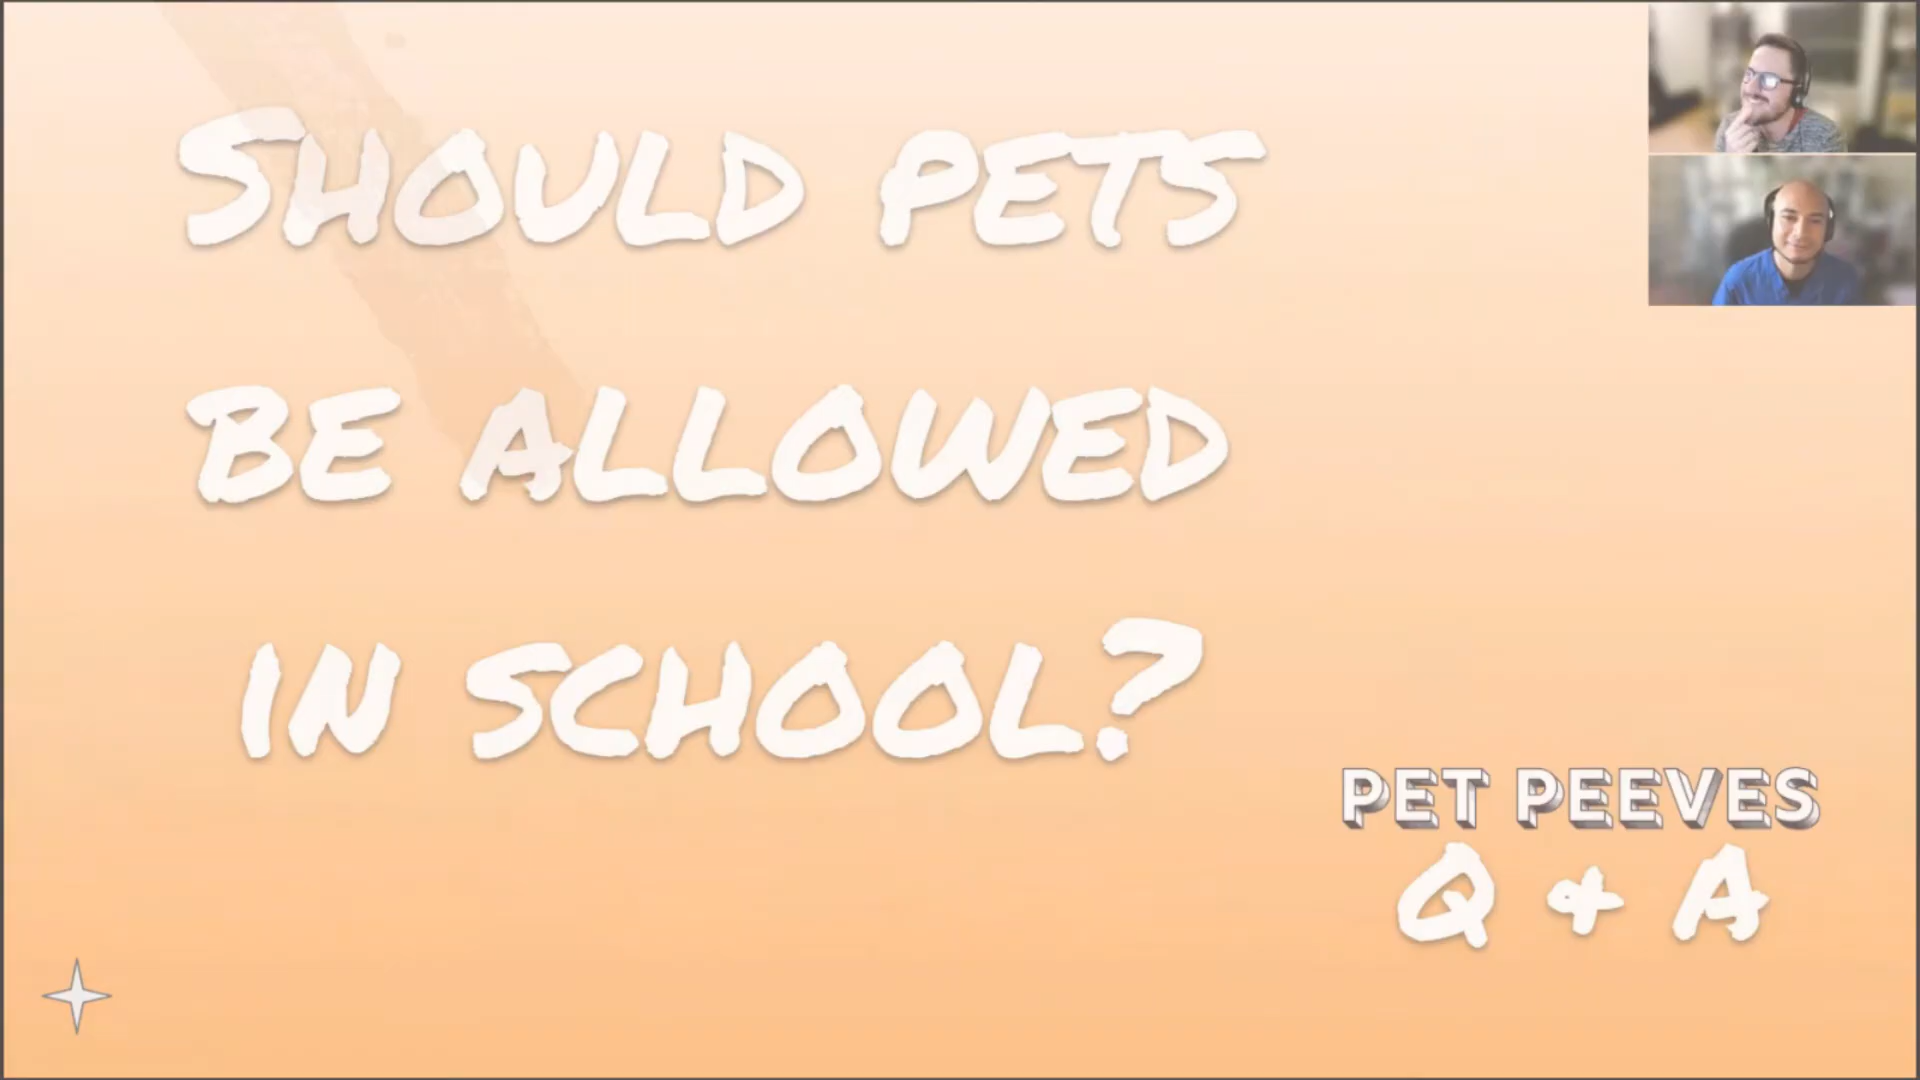 SHOULD PETS
BE ALLOWED
IN SCHOOL?
PET PEEVES
Q & A